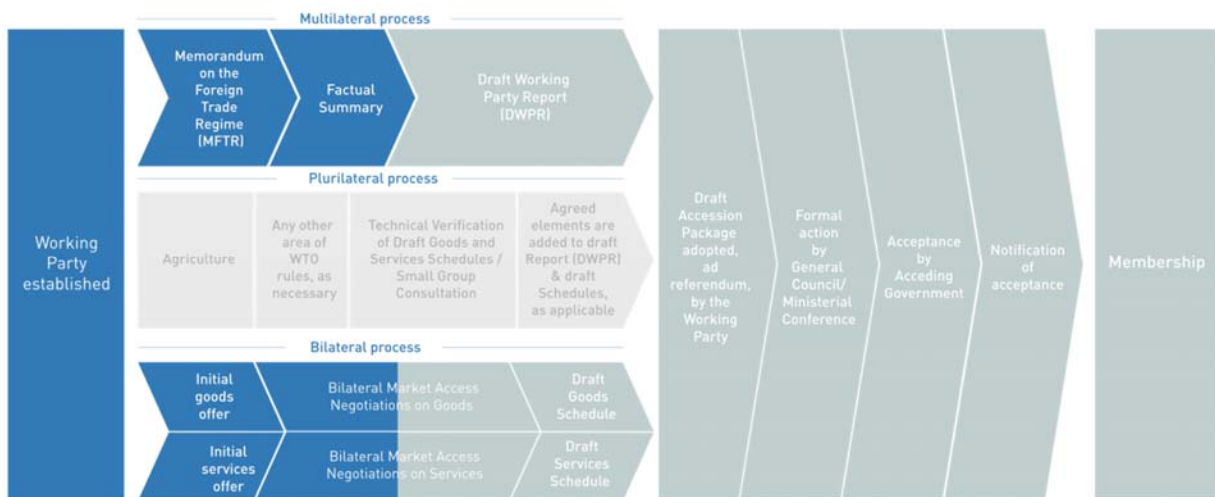 Working
Party
established
Multilateral process
Memorandum
on the
Foreign
Trade
Regime
(MFTR)
Factual
Summary
Draft Working
Party Report
(DWPR)
Plurilateral process
Agriculture
Any other
area of
WTO
rules, as
necessary
Technical Verification
of Draft Goods and
Services Schedules /
Small Group
Consultation
Agreed
elements are
added to draft
Report (DWPR)
& draft
Schedules,
as applicable
Bilateral process
Initial
goods
offer
Bilateral Market Access
Negotiations on Goods
Draft
Goods
Schedule
Initial
services
offer
Bilateral Market Access
Negotiations on Services
Draft
Services
Schedule
Draft
Accession
Package
adopted,
ad
referendum,
by the
Working
Party
Formal
action
by
General
Council/
Ministerial
Conference
Acceptance
by
Acceding
Government
Notification
of
acceptance
Membership